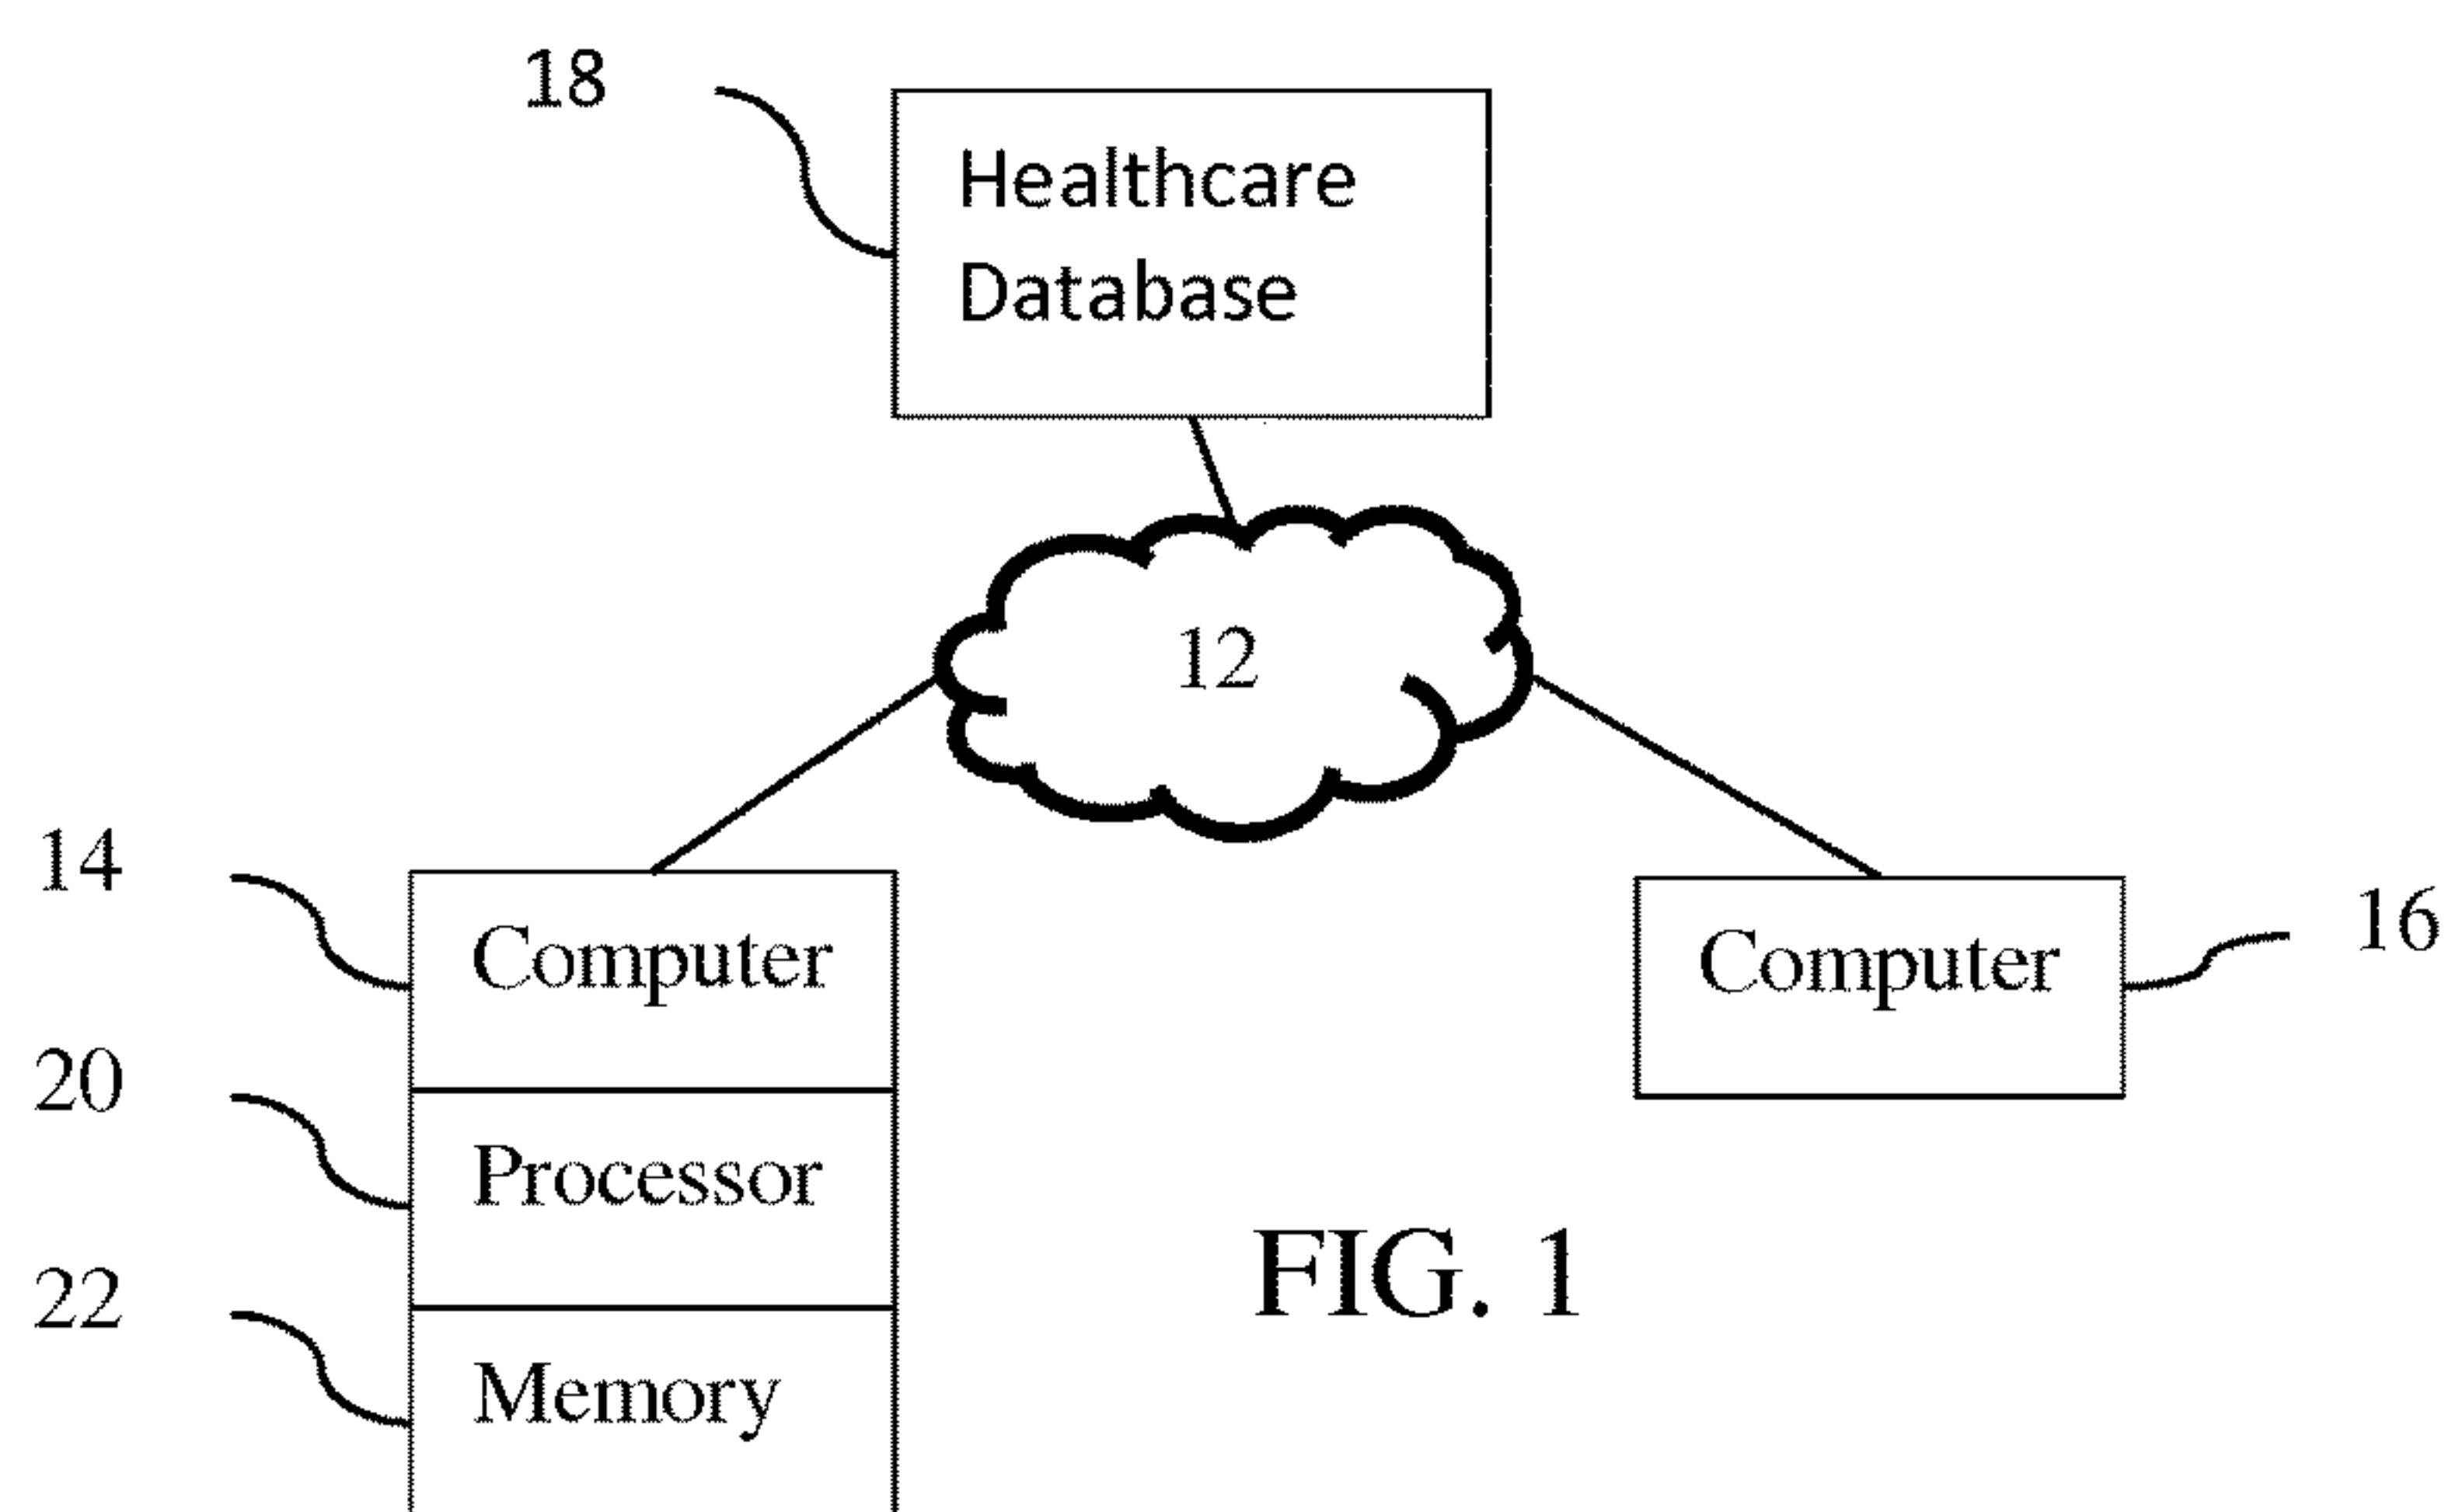 18
Healthcare
Database
12
14
Computer
Computer
16
20
Processor
22
Memory
FIG. 1